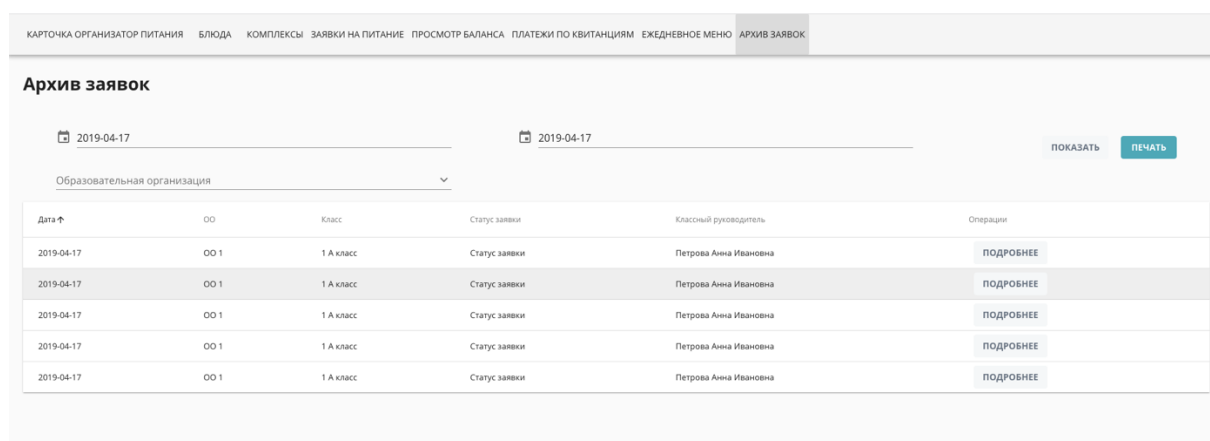 КАРТОЧКА ОРГАНИЗАТОР ПИТАНИЯ БЛЮДА КОМПЛЕКСЫ ЗАЯВКИ НА ПИТАНИЕ ПРОСМОТР БАЛАНСА ПЛАТЕЖИ ПО КВИТАНЦИЯМ ЕЖЕДНЕВНОЕ МЕНЮ АРХИВ ЗАЯВОК
Архив заявок
2019-04-17 2019-04-17 ПОКАЗАТЬ ПЕЧАТЬ
Образовательная организация
Дата ↑ ОО Класс Статус заявки Классный руководитель Операции
2019-04-17 ОО 1 1 А класс Статус заявки Петрова Анна Ивановна ПОДРОБНЕЕ
2019-04-17 ОО 1 1 А класс Статус заявки Петрова Анна Ивановна ПОДРОБНЕЕ
2019-04-17 ОО 1 1 А класс Статус заявки Петрова Анна Ивановна ПОДРОБНЕЕ
2019-04-17 ОО 1 1 А класс Статус заявки Петрова Анна Ивановна ПОДРОБНЕЕ
2019-04-17 ОО 1 1 А класс Статус заявки Петрова Анна Ивановна ПОДРОБНЕЕ